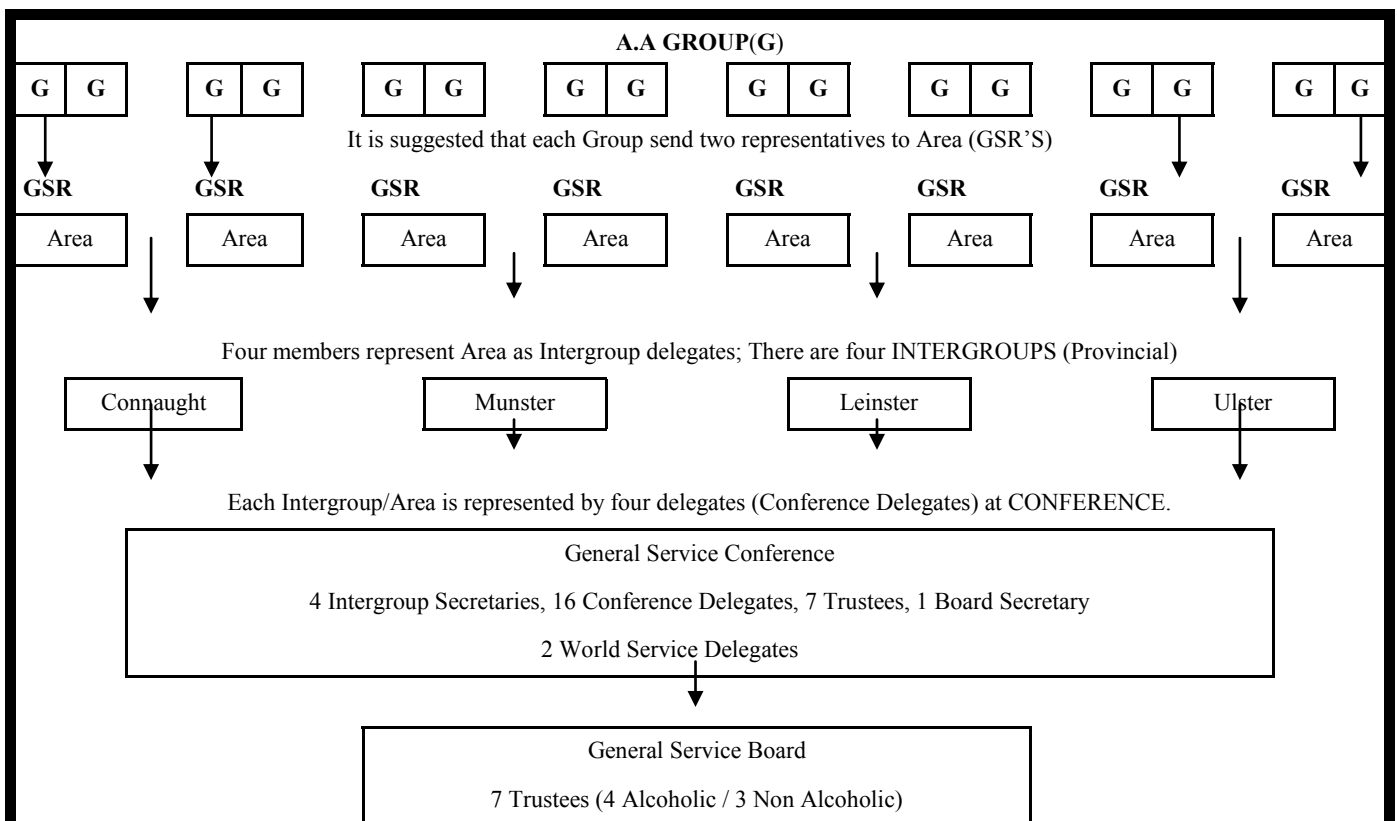 A.A GROUP(G)
G G G G G G G G G G G G G G G G
It is suggested that each Group send two representatives to Area (GSR’S)
GSR GSR GSR GSR GSR GSR GSR GSR
Area Area Area Area Area Area Area Area
Four members represent Area as Intergroup delegates; There are four INTERGROUPS (Provincial)
Connaught Munster Leinster Ulster
Each Intergroup/Area is represented by four delegates (Conference Delegates) at CONFERENCE.
General Service Conference
4 Intergroup Secretaries, 16 Conference Delegates, 7 Trustees, 1 Board Secretary
2 World Service Delegates
General Service Board
7 Trustees (4 Alcoholic / 3 Non Alcoholic)